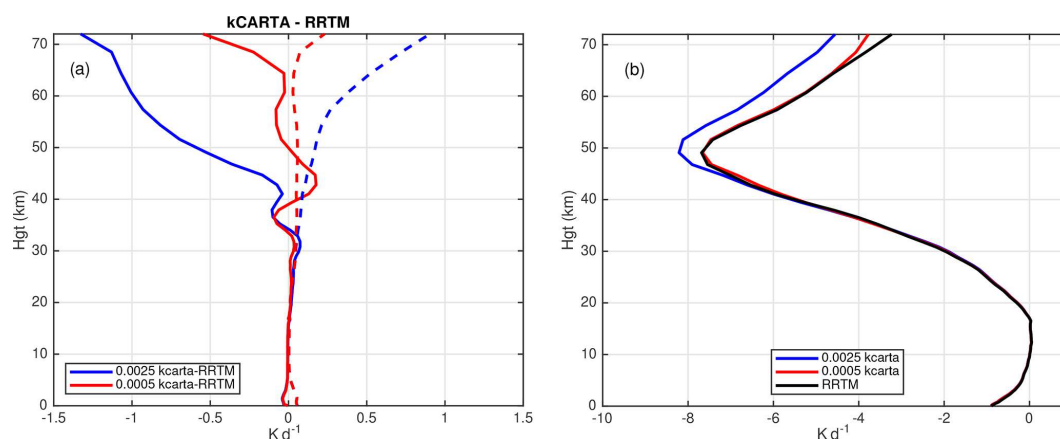 kCARTA - RRTM
(a)
70
60
50
40
30
20
10
0
Hgt (km)
0.0025 kcarta-RRTM
0.0005 kcarta-RRTM
-1.5
-1
-0.5
0
0.5
1
1.5
K d-1
(b)
70
60
50
40
30
20
10
0
Hgt (km)
0.0025 kcarta
0.0005 kcarta
RRTM
-10
-8
-6
-4
-2
0
K d-1